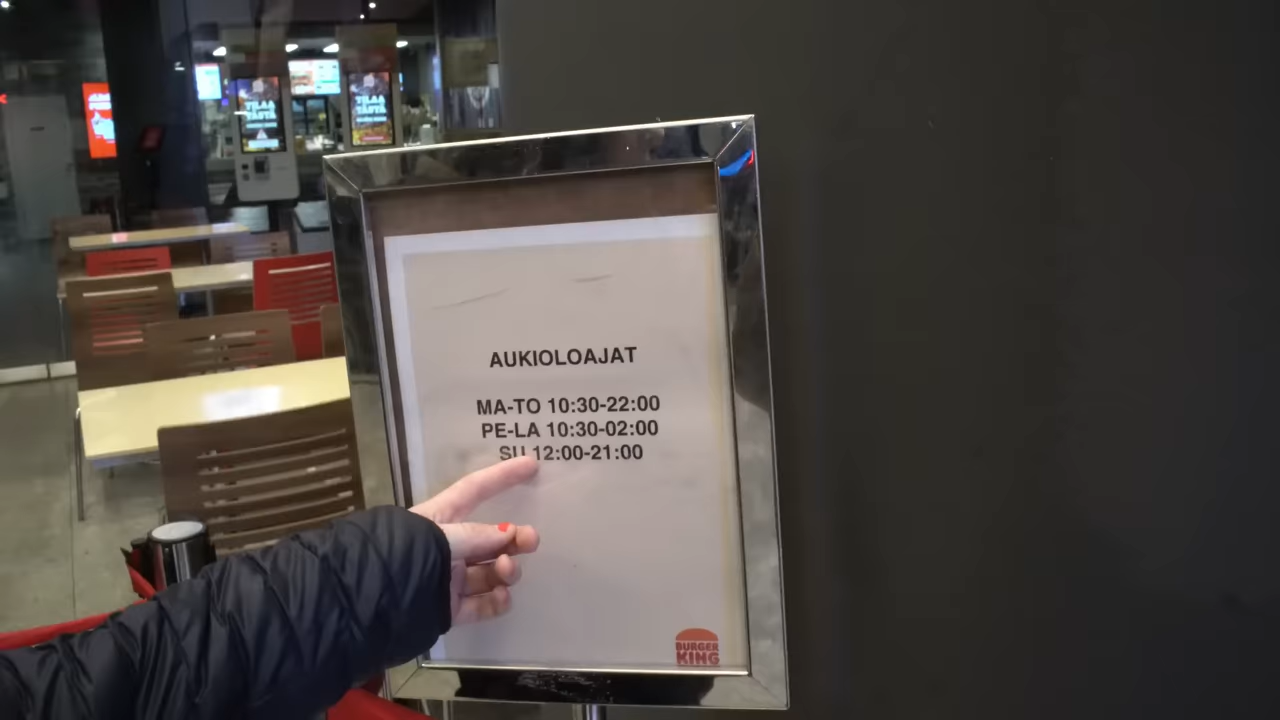 TILAA
TÄSTÄ
TILAA
TÄSTÄ
AUKIOLOAJAT
MA-TO 10:30-22:00
PE-LA 10:30-02:00
SU 12:00-21:00
BURGER
KING